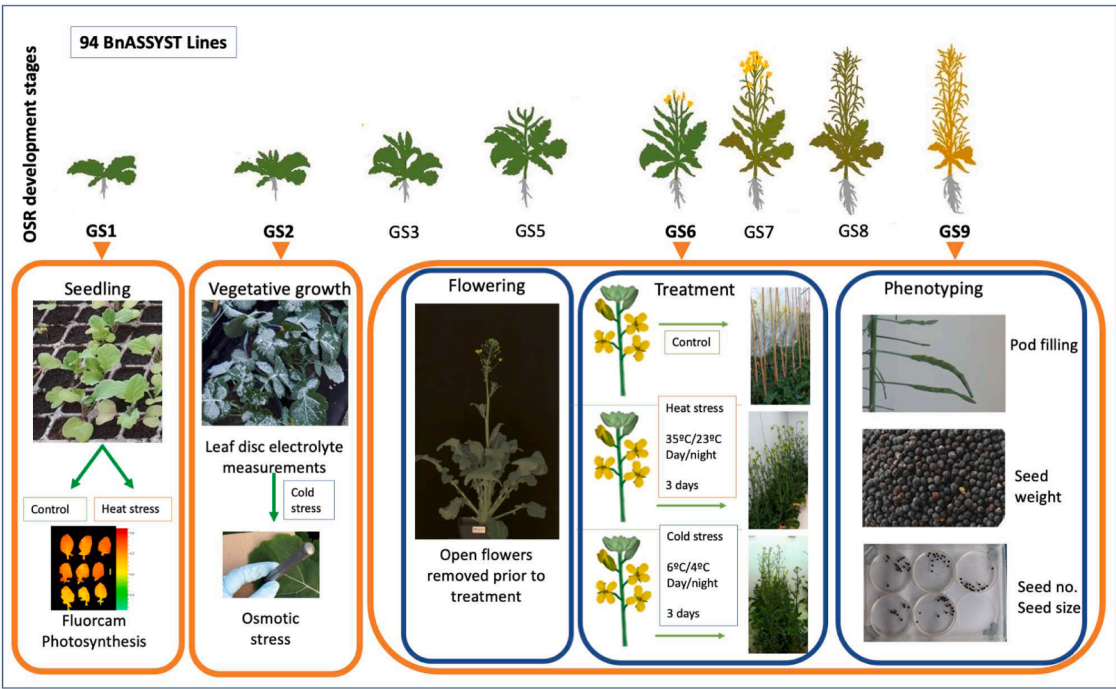 94 BnASSYST Lines
OSR development stages
GS1
GS2
GS3
GS5
GS6
GS7
GS8
GS9
Seedling
Control
Heat stress
Fluorcam
Photosynthesis
Vegetative growth
Leaf disc electrolyte
measurements
Cold
stress
Osmotic
stress
Flowering
Open flowers
removed prior to
treatment
Treatment
Control
Heat stress
35ºC/23ºC
Day/night
3 days
Cold stress
6ºC/4ºC
Day/night
3 days
Phenotyping
Pod filling
Seed
weight
Seed no.
Seed size